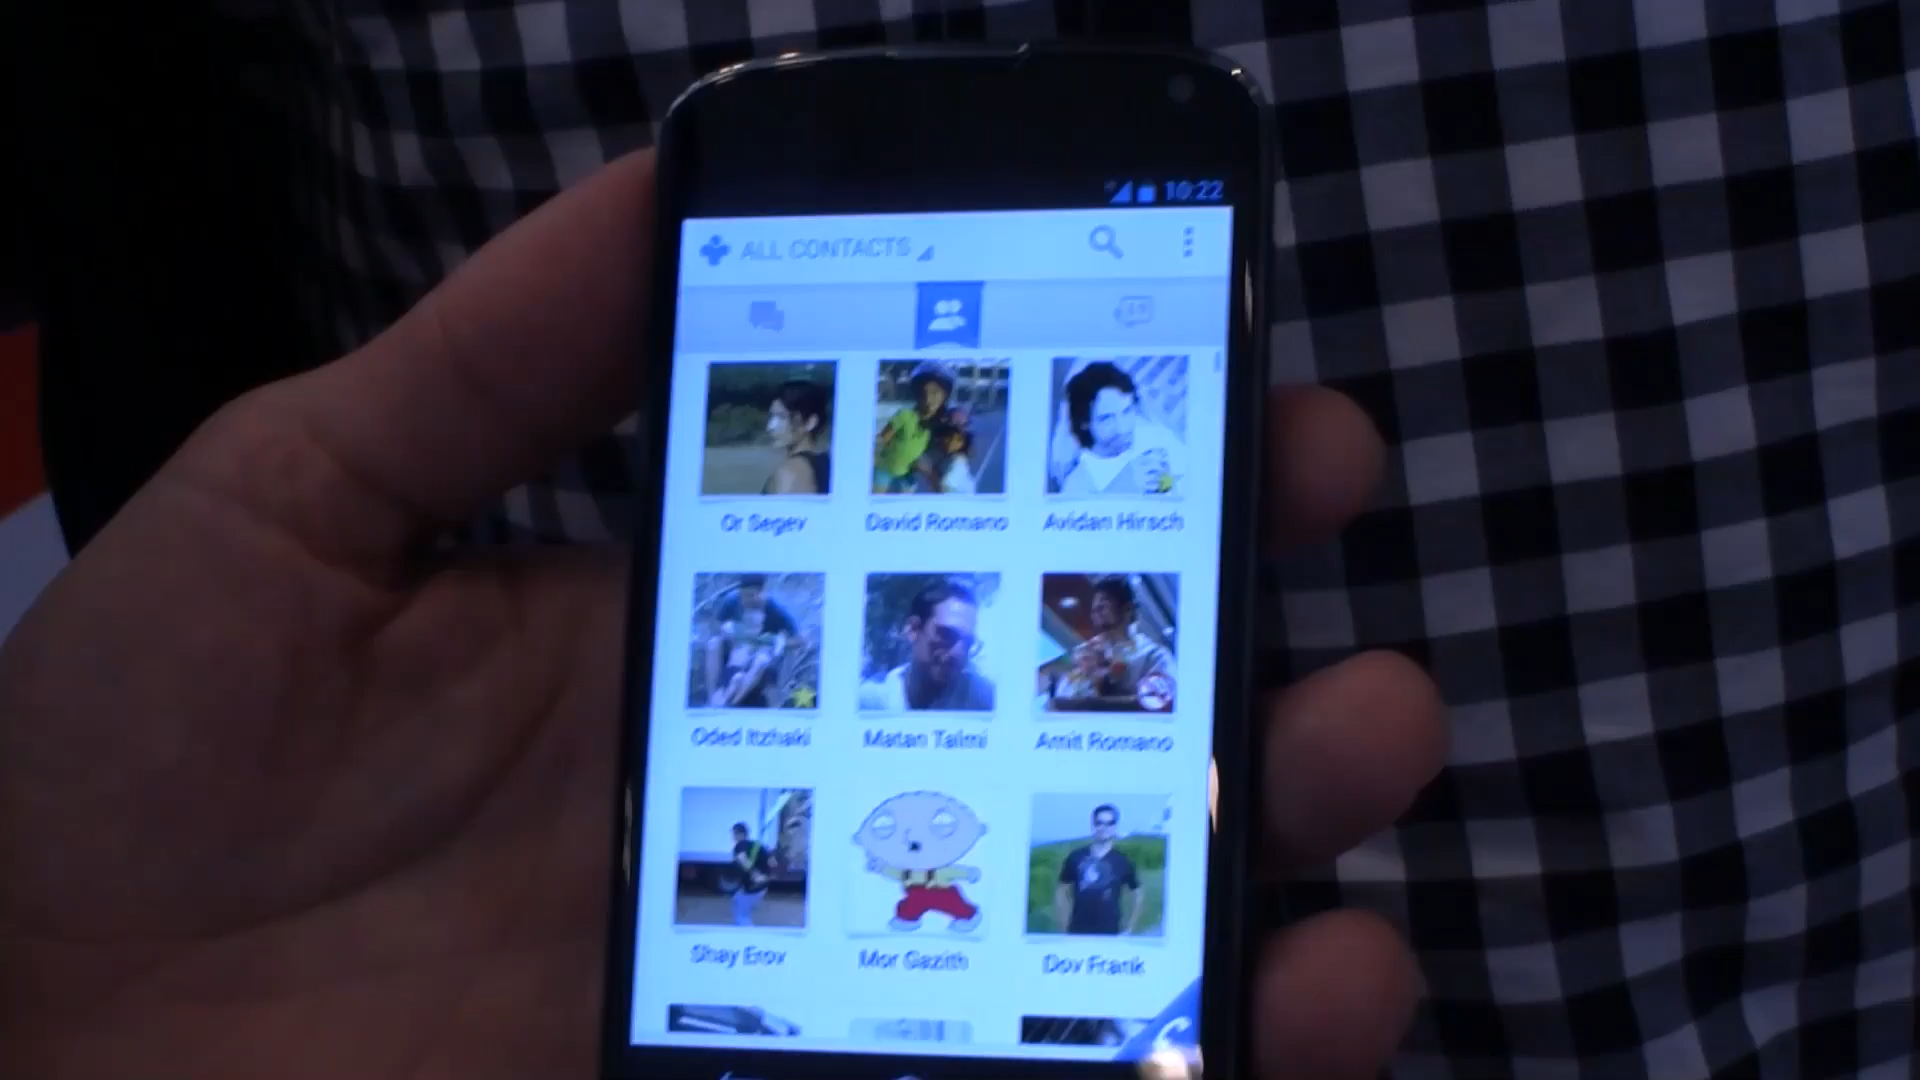 10:22
ALL CONTACTS
Or Segev David Romano Avidan Hirsch
Oded Itzhaki Matan Talmi Amit Romano
Shay Erov Mor Gazith Dov Frank